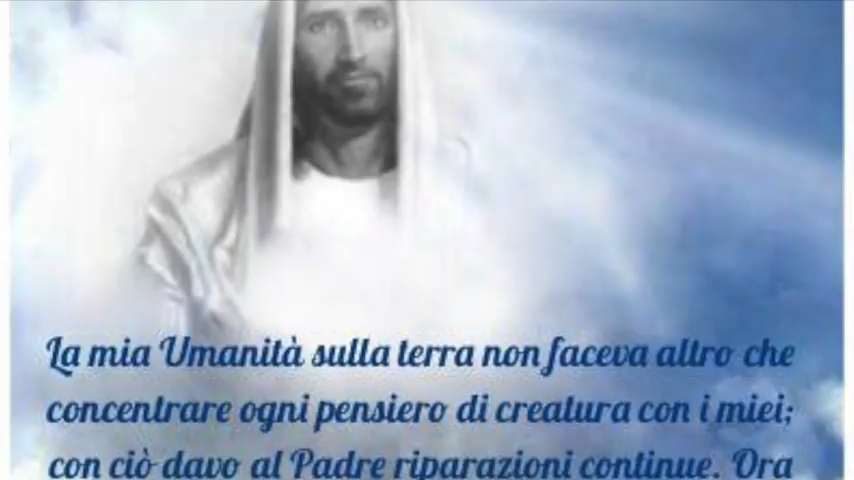 La mia Umanità sulla terra non faceva altro che
concentrare ogni pensiero di creatura con i miei;
con ciò davo al Padre riparazioni continue. Ora